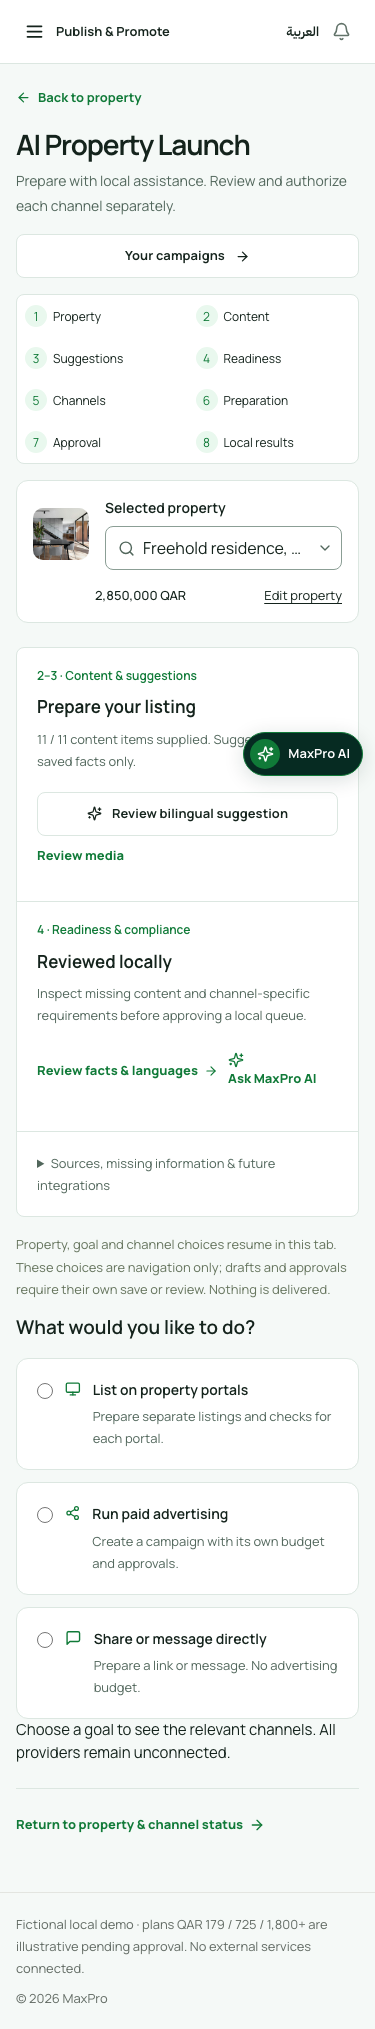 Publish & Promote
العربية
Back to property
AI Property Launch
Prepare with local assistance. Review and authorize
each channel separately.
Your campaigns
1 Property
2 Content
3 Suggestions
4 Readiness
5 Channels
6 Preparation
7 Approval
8 Local results
Selected property
Freehold residence, ...
2,850,000 QAR
Edit property
2–3 · Content & suggestions
Prepare your listing
11 / 11 content items supplied. Sugge
saved facts only.
MaxPro AI
Review bilingual suggestion
Review media
4 · Readiness & compliance
Reviewed locally
Inspect missing content and channel-specific
requirements before approving a local queue.
Review facts & languages
Ask MaxPro AI
Sources, missing information & future
integrations
Property, goal and channel choices resume in this tab.
These choices are navigation only; drafts and approvals
require their own save or review. Nothing is delivered.
What would you like to do?
List on property portals
Prepare separate listings and checks for
each portal.
Run paid advertising
Create a campaign with its own budget
and approvals.
Share or message directly
Prepare a link or message. No advertising
budget.
Choose a goal to see the relevant channels. All
providers remain unconnected.
Return to property & channel status
Fictional local demo · plans QAR 179 / 725 / 1,800+ are
illustrative pending approval. No external services
connected.
© 2026 MaxPro